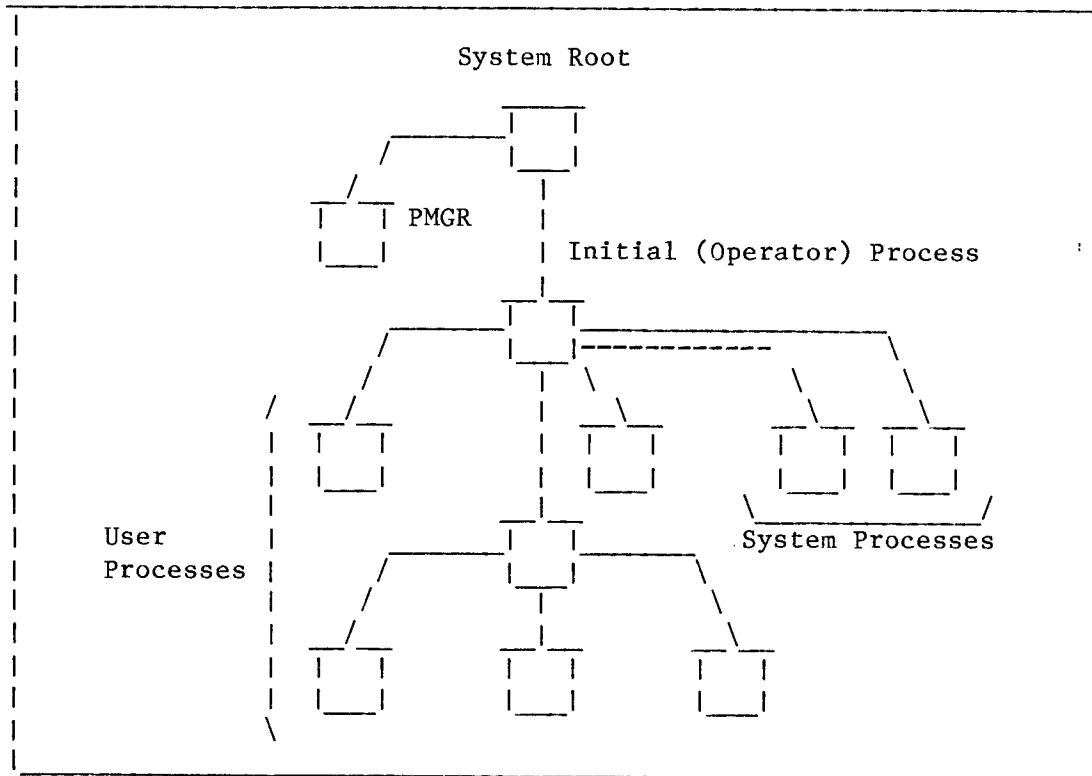 System Root
PMGR
Initial (Operator) Process
User
Processes
System Processes